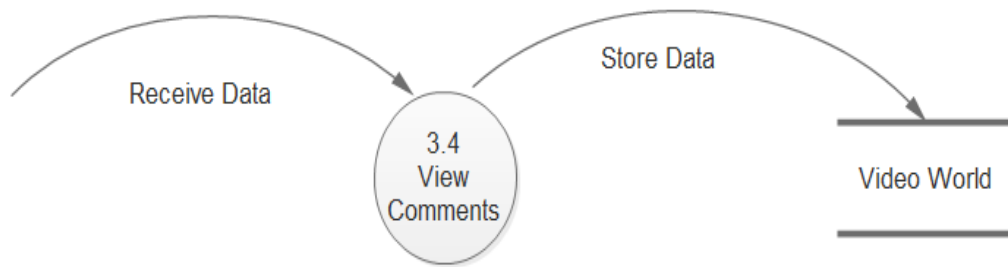 Receive Data
Store Data
3.4
View
Comments
Video World